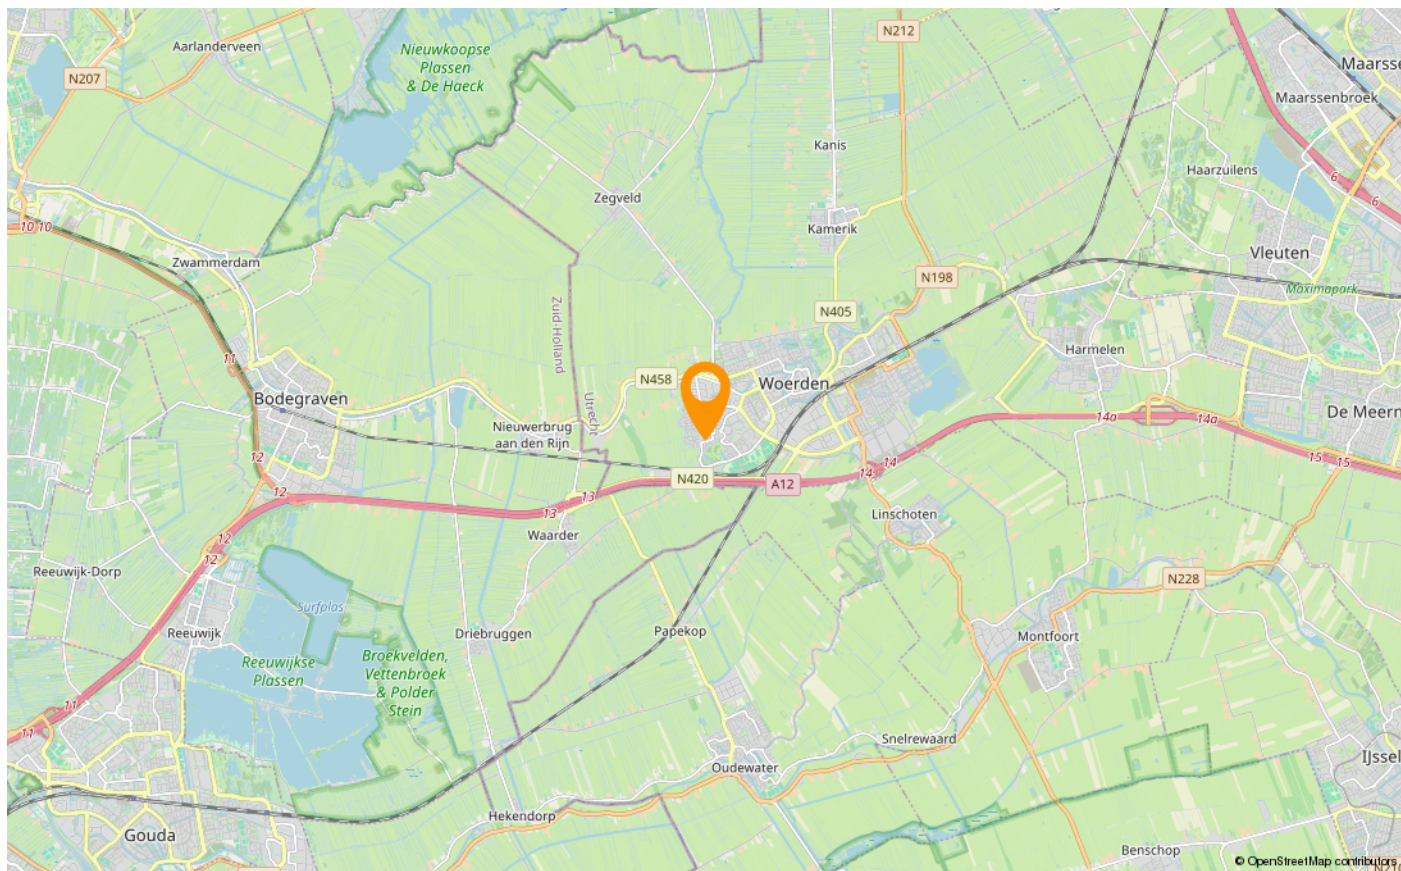 Aarlanderveen
Nieuwkoopse
Plassen
& De Haeck
N212
N207
Maarsse
Maarssenbroek
Kanis
Haarzuilens
6
6
Zegveld
Kamerik
10
10
Zwammerdam
Vleuten
N198
Maximapark
Zuid-Holland
N405
Harmelen
11
N458
Woerden
Bodegraven
Utrecht
14a
14a
De Meern
Nieuwerbrug
aan den Rijn
12
15
15
14
14
N420
A12
12
13
13
Linschoten
Waarder
12
12
Reeuwijk-Dorp
N228
Surfplas
Reeuwijk
Driebruggen
Papekop
Montfoort
Reeuwijkse
Plassen
Broekvelden,
Vettenbroek
& Polder
Stein
11
11
Snelrewaard
IJssel
Oudewater
Hekendorp
Gouda
Benschop
© OpenStreetMap contributors